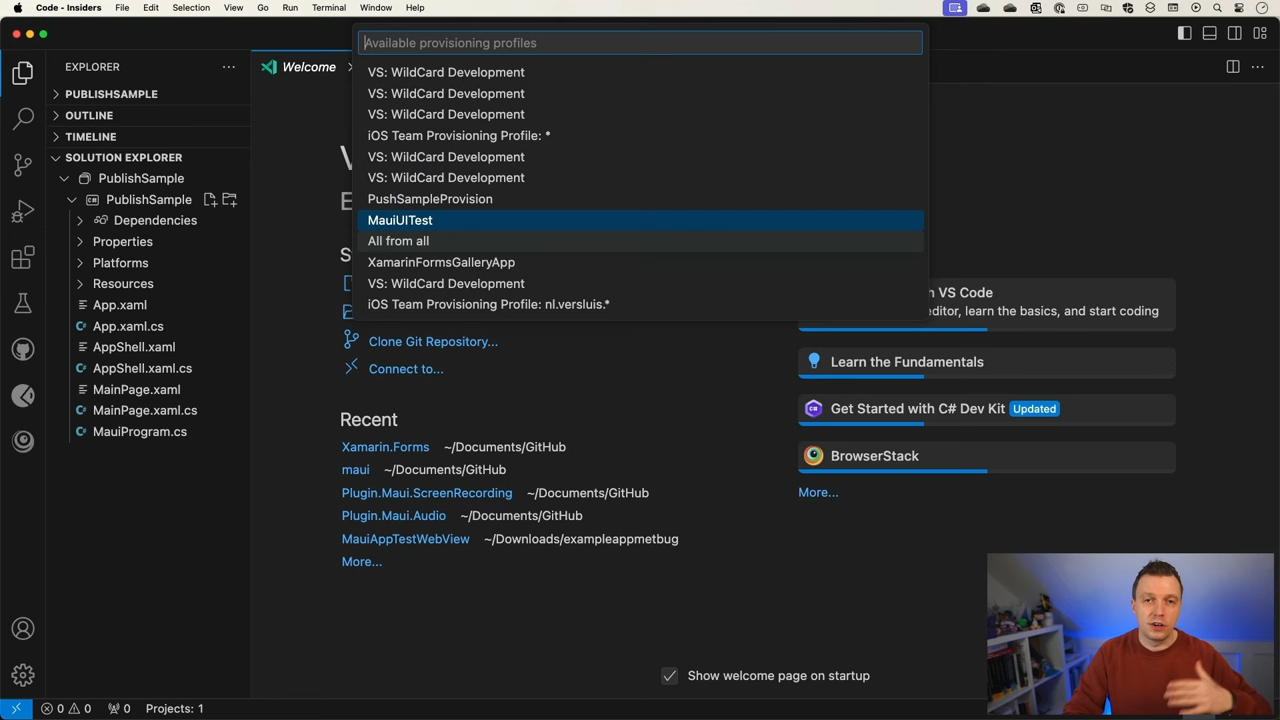 Code - Insiders File Edit Selection View Go Run Terminal Window Help
Available provisioning profiles
VS: WildCard Development
VS: WildCard Development
VS: WildCard Development
iOS Team Provisioning Profile: *
VS: WildCard Development
VS: WildCard Development
PushSampleProvision
MauiUITest
All from all
XamarinFormsGalleryApp
VS: WildCard Development
iOS Team Provisioning Profile: nl.versluis.*
EXPLORER
PUBLISHSAMPLE
OUTLINE
TIMELINE
SOLUTION EXPLORER
PublishSample
PublishSample
Dependencies
Properties
Platforms
Resources
App.xaml
App.xaml.cs
AppShell.xaml
AppShell.xaml.cs
MainPage.xaml
MainPage.xaml.cs
MauiProgram.cs
Welcome
Clone Git Repository...
Connect to...
Recent
Xamarin.Forms ~/Documents/GitHub
maui ~/Documents/GitHub
Plugin.Maui.ScreenRecording ~/Documents/GitHub
Plugin.Maui.Audio ~/Documents/GitHub
MauiAppTestWebView ~/Downloads/exampleappmetbug
More...
VS Code
editor, learn the basics, and start coding
Learn the Fundamentals
Get Started with C# Dev Kit Updated
BrowserStack
More...
Show welcome page on startup
0 0 0 Projects: 1